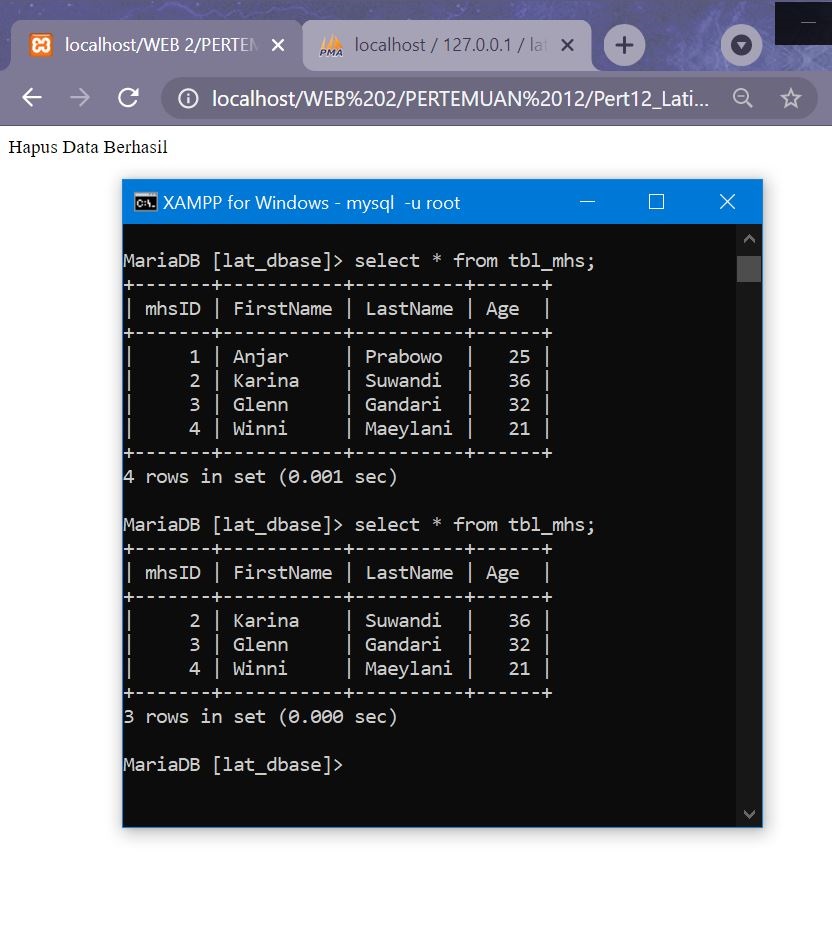 localhost/WEB 2/PERTEM
localhost / 127.0.0.1 / lat
PMA
localhost/WEB%202/PERTEMUAN%2012/Pert12_Lati...
Hapus Data Berhasil
C:\.
XAMPP for Windows - mysql  -u root
MariaDB [lat_dbase]> select * from tbl_mhs;
+-------+-----------+----------+------+
| mhsID | FirstName | LastName | Age  |
+-------+-----------+----------+------+
|     1 | Anjar     | Prabowo  |   25 |
|     2 | Karina    | Suwandi  |   36 |
|     3 | Glenn     | Gandari  |   32 |
|     4 | Winni     | Maeylani |   21 |
+-------+-----------+----------+------+
4 rows in set (0.001 sec)
MariaDB [lat_dbase]> select * from tbl_mhs;
+-------+-----------+----------+------+
| mhsID | FirstName | LastName | Age  |
+-------+-----------+----------+------+
|     2 | Karina    | Suwandi  |   36 |
|     3 | Glenn     | Gandari  |   32 |
|     4 | Winni     | Maeylani |   21 |
+-------+-----------+----------+------+
3 rows in set (0.000 sec)
MariaDB [lat_dbase]>